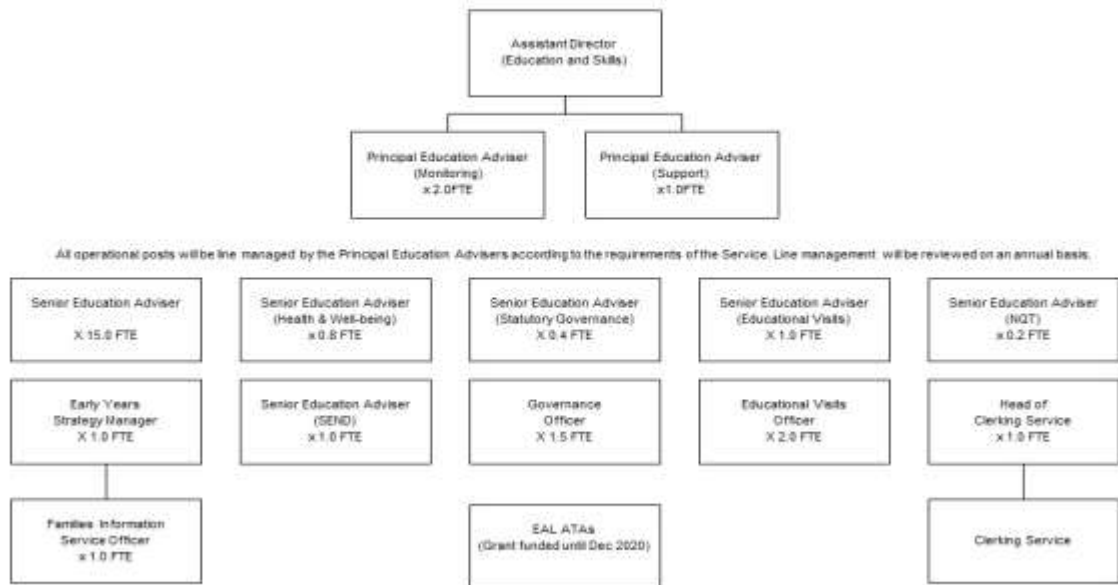 Assistant Director
(Education and Skills)
Principal Education Adviser
(Monitoring)
x 2.0FTE
Principal Education Adviser
(Support)
x1.0FTE
All operational posts will be line managed by the Principal Education Advisers according to the requirements of the Service. Line management will be reviewed on an annual basis.
Senior Education Adviser
X 15.0 FTE
Senior Education Adviser
(Health & Well-being)
x 0.8 FTE
Senior Education Adviser
(Statutory Governance)
X 0.4 FTE
Senior Education Adviser
(Educational Visits)
X 1.0 FTE
Senior Education Adviser
(NQT)
x 0.2 FTE
Early Years
Strategy Manager
X 1.0 FTE
Senior Education Adviser
(SEND)
x 1.0 FTE
Governance
Officer
X 1.5 FTE
Educational Visits
Officer
X 2.0 FTE
Head of
Clerking Service
x 1.0 FTE
Families Information
Service Officer
x 1.0 FTE
EAL ATAs
(Grant funded until Dec 2020)
Clerking Service